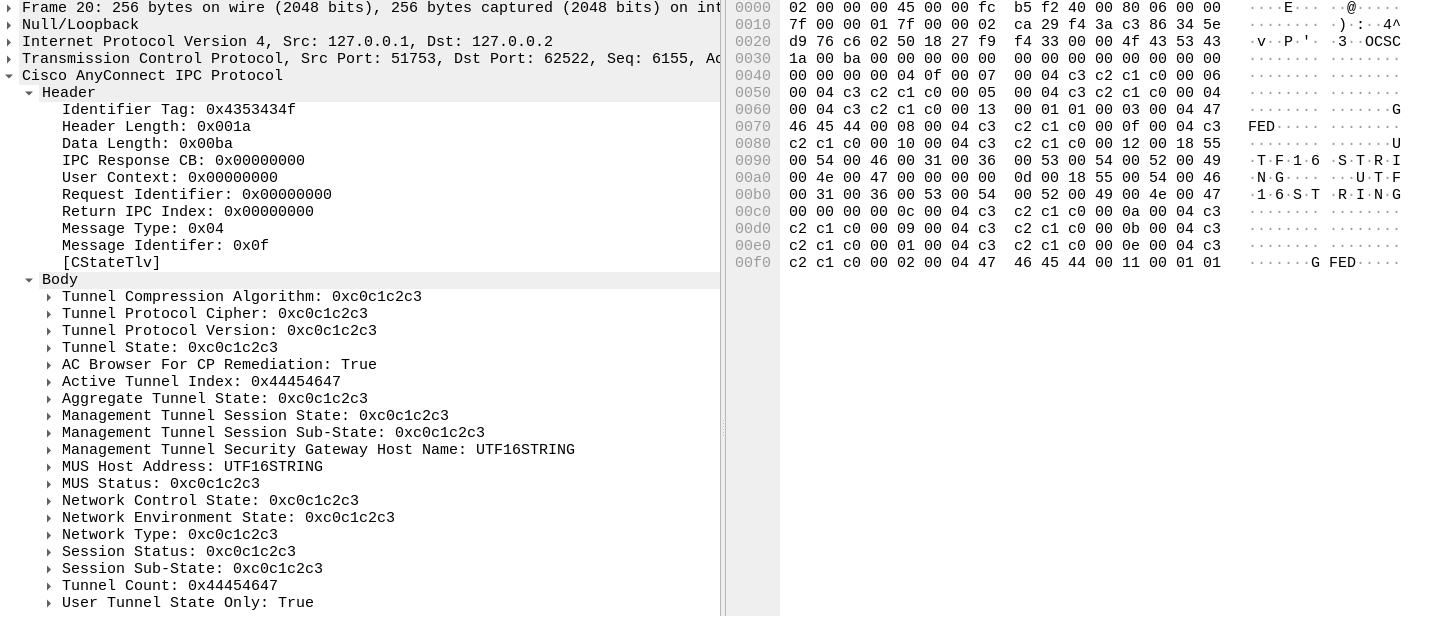 Frame 20: 256 bytes on wire (2048 bits), 256 bytes captured (2048 bits) on int
Null/Loopback
Internet Protocol Version 4, Src: 127.0.0.1, Dst: 127.0.0.2
Transmission Control Protocol, Src Port: 51753, Dst Port: 62522, Seq: 6155, Ac
Cisco AnyConnect IPC Protocol
Header
Identifier Tag: 0x4353434f
Header Length: 0x001a
Data Length: 0x00ba
IPC Response CB: 0x00000000
User Context: 0x00000000
Request Identifier: 0x00000000
Return IPC Index: 0x00000000
Message Type: 0x04
Message Identifer: 0x0f
[CStateTlv]
Body
Tunnel Compression Algorithm: 0xc0c1c2c3
Tunnel Protocol Cipher: 0xc0c1c2c3
Tunnel Protocol Version: 0xc0c1c2c3
Tunnel State: 0xc0c1c2c3
AC Browser For CP Remediation: True
Active Tunnel Index: 0x44454647
Aggregate Tunnel State: 0xc0c1c2c3
Management Tunnel Session State: 0xc0c1c2c3
Management Tunnel Session Sub-State: 0xc0c1c2c3
Management Tunnel Security Gateway Host Name: UTF16STRING
MUS Host Address: UTF16STRING
MUS Status: 0xc0c1c2c3
Network Control State: 0xc0c1c2c3
Network Environment State: 0xc0c1c2c3
Network Type: 0xc0c1c2c3
Session Status: 0xc0c1c2c3
Session Sub-State: 0xc0c1c2c3
Tunnel Count: 0x44454647
User Tunnel State Only: True
0000 02 00 00 00 45 00 00 fc b5 f2 40 00 80 06 00 00 ····E··· ··@·····
0010 7f 00 00 01 7f 00 00 02 ca 29 f4 3a c3 86 34 5e ········ ·)·:··4^
0020 d9 76 c6 02 50 18 27 f9 f4 33 00 00 4f 43 53 43 ·v··P·'· ·3··OCSC
0030 1a 00 ba 00 00 00 00 00 00 00 00 00 00 00 00 00 ········ ········
0040 00 00 00 00 04 0f 00 07 00 04 c3 c2 c1 c0 00 06 ········ ········
0050 00 04 c3 c2 c1 c0 00 05 00 04 c3 c2 c1 c0 00 04 ········ ········
0060 00 04 c3 c2 c1 c0 00 13 00 01 01 00 03 00 04 47 ········ ·······G
0070 46 45 44 00 08 00 04 c3 c2 c1 c0 00 0f 00 04 c3 FED····· ········
0080 c2 c1 c0 00 10 00 04 c3 c2 c1 c0 00 12 00 18 55 ········ ·······U
0090 00 54 00 46 00 31 00 36 00 53 00 54 00 52 00 49 ·T·F·1·6 ·S·T·R·I
00a0 00 4e 00 47 00 00 00 00 0d 00 18 55 00 54 00 46 ·N·G···· ···U·T·F
00b0 00 31 00 36 00 53 00 54 00 52 00 49 00 4e 00 47 ·1·6·S·T ·R·I·N·G
00c0 00 00 00 00 0c 00 04 c3 c2 c1 c0 00 0a 00 04 c3 ········ ········
00d0 c2 c1 c0 00 09 00 04 c3 c2 c1 c0 00 0b 00 04 c3 ········ ········
00e0 c2 c1 c0 00 01 00 04 c3 c2 c1 c0 00 0e 00 04 c3 ········ ········
00f0 c2 c1 c0 00 02 00 04 47 46 45 44 00 11 00 01 01 ·······G FED·····